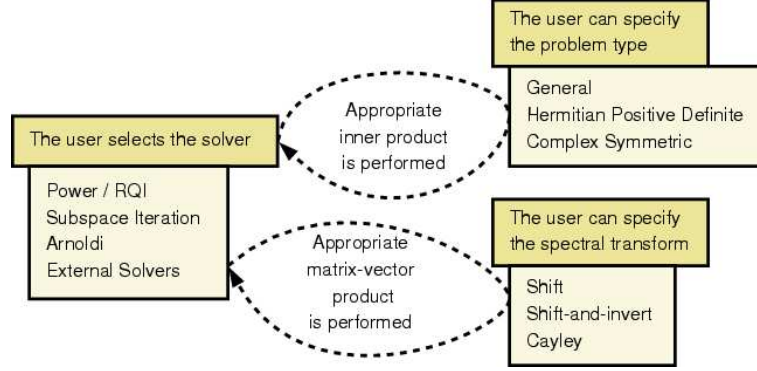 The user can specify
the problem type
General
Hermitian Positive Definite
Complex Symmetric
Appropriate
inner product
is performed
The user selects the solver
Power / RQI
Subspace Iteration
Arnoldi
External Solvers
Appropriate
matrix-vector
product
is performed
The user can specify
the spectral transform
Shift
Shift-and-invert
Cayley